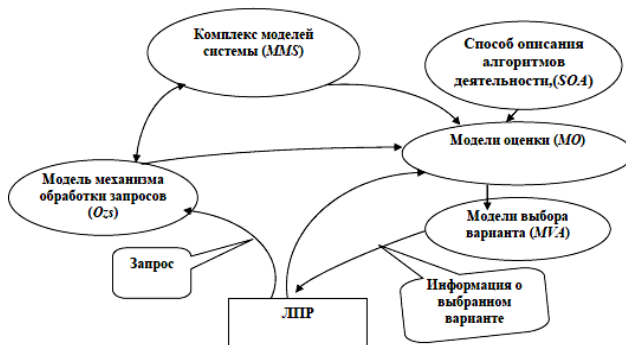 Комплекс моделей
системы (MMS)
Способ описания
алгоритмов
деятельности,(SOA)
Модели оценки (МО)
Модель механизма
обработки запросов
(Ozs)
Модели выбора
варианта (MVA)
Запрос
Информация о
выбранном
варианте
ЛПР